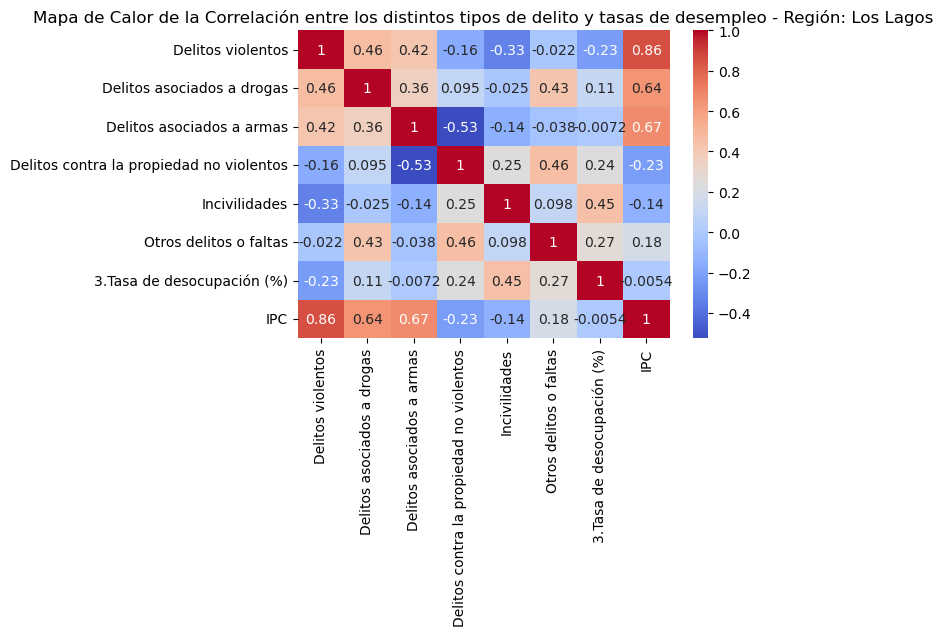 Mapa de Calor de la Correlación entre los distintos tipos de delito y tasas de desempleo - Región: Los Lagos
Delitos violentos 1 0.46 0.42 -0.16 -0.33 -0.022 -0.23 0.86
Delitos asociados a drogas 0.46 1 0.36 0.095 -0.025 0.43 0.11 0.64
Delitos asociados a armas 0.42 0.36 1 -0.53 -0.14 -0.038 -0.0072 0.67
Delitos contra la propiedad no violentos -0.16 0.095 -0.53 1 0.25 0.46 0.24 -0.23
Incivilidades -0.33 -0.025 -0.14 0.25 1 0.098 0.45 -0.14
Otros delitos o faltas -0.022 0.43 -0.038 0.46 0.098 1 0.27 0.18
3.Tasa de desocupación (%) -0.23 0.11 -0.0072 0.24 0.45 0.27 1 -0.0054
IPC 0.86 0.64 0.67 -0.23 -0.14 0.18 -0.0054 1
Delitos violentos
Delitos asociados a drogas
Delitos asociados a armas
Delitos contra la propiedad no violentos
Incivilidades
Otros delitos o faltas
3.Tasa de desocupación (%)
IPC
1.0
0.8
0.6
0.4
0.2
0.0
−0.2
−0.4